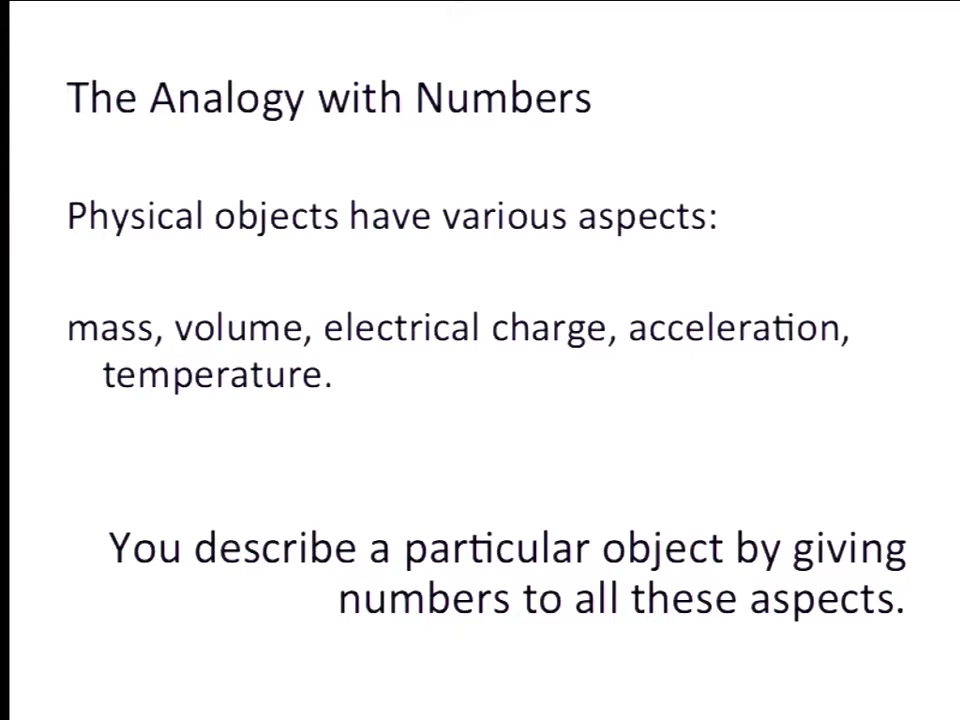 The Analogy with Numbers
Physical objects have various aspects:
mass, volume, electrical charge, acceleration,
temperature.
You describe a particular object by giving
numbers to all these aspects.